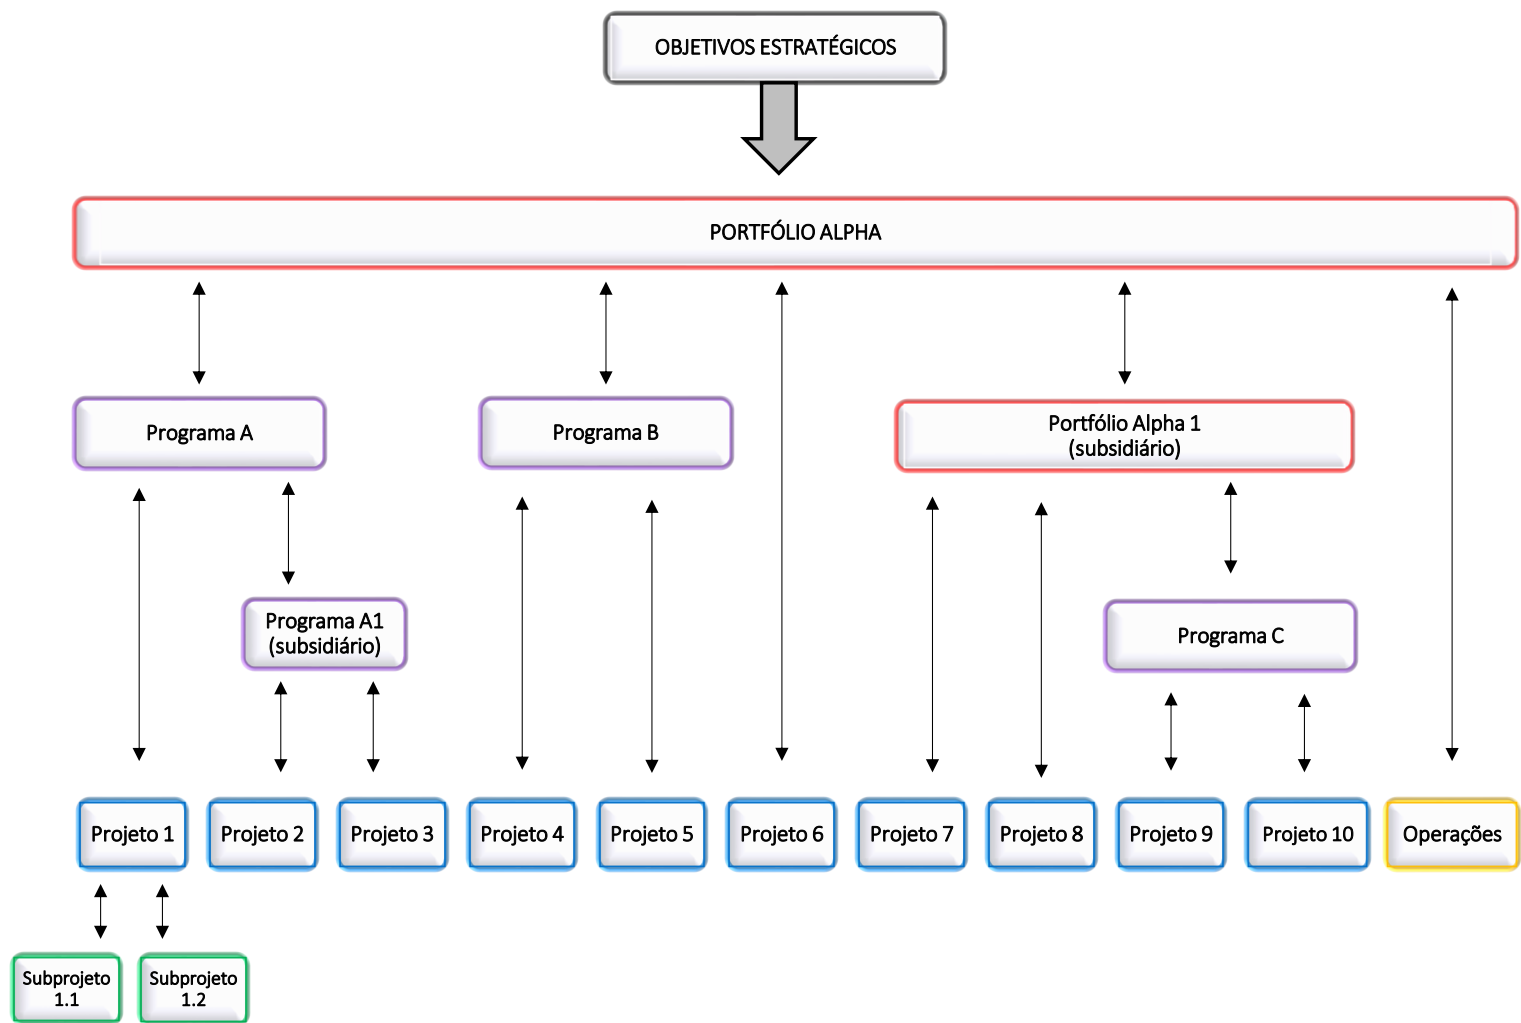 OBJETIVOS ESTRATÉGICOS
PORTFÓLIO ALPHA
Programa A
Programa B
Portfólio Alpha 1
(subsidiário)
Programa A1
(subsidiário)
Programa C
Projeto 1
Projeto 2
Projeto 3
Projeto 4
Projeto 5
Projeto 6
Projeto 7
Projeto 8
Projeto 9
Projeto 10
Operações
Subprojeto
1.1
Subprojeto
1.2